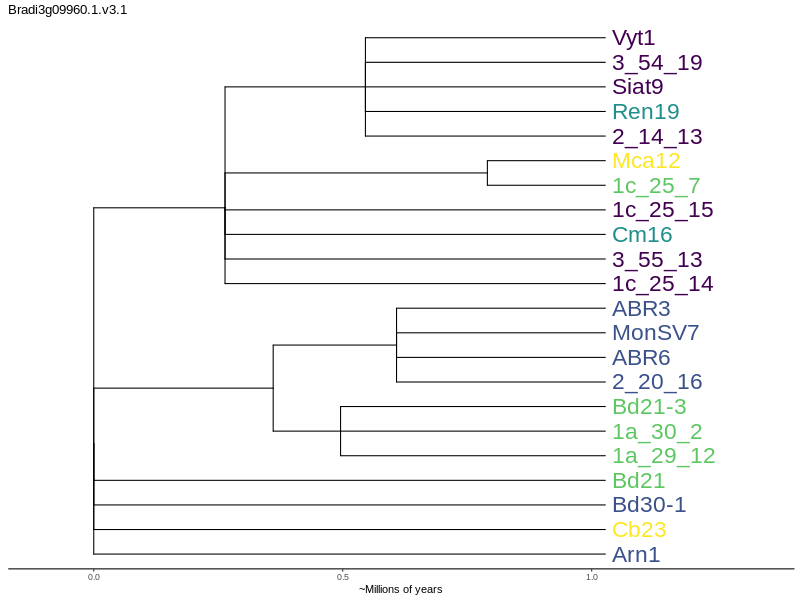 Bradi3g09960.1.v3.1
Vyt1
3_54_19
Siat9
Ren19
2_14_13
Mca12
1c_25_7
1c_25_15
Cm16
3_55_13
1c_25_14
ABR3
MonSV7
ABR6
2_20_16
Bd21-3
1a_30_2
1a_29_12
Bd21
Bd30-1
Cb23
Arn1
0.0 0.5 1.0
~Millions of years